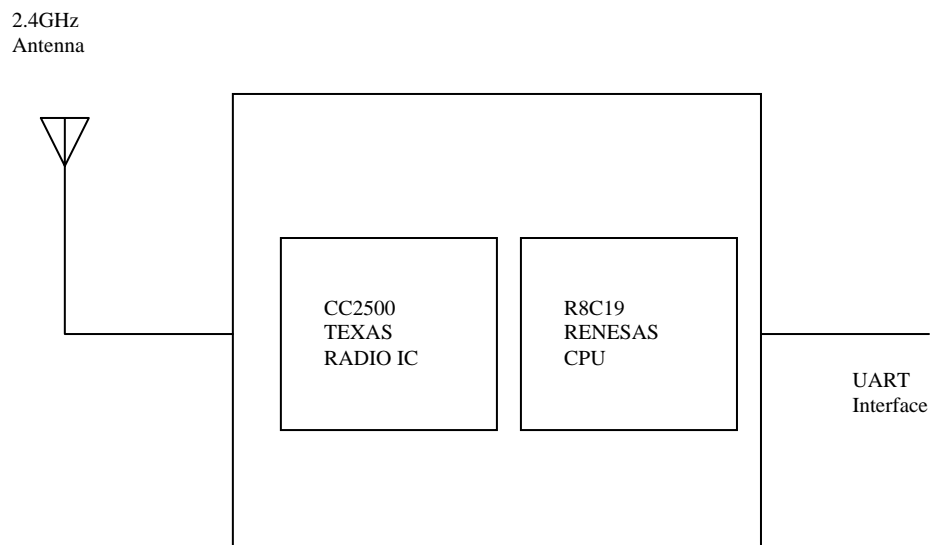 2.4GHz
Antenna
CC2500
TEXAS
RADIO IC
R8C19
RENESAS
CPU
UART
Interface